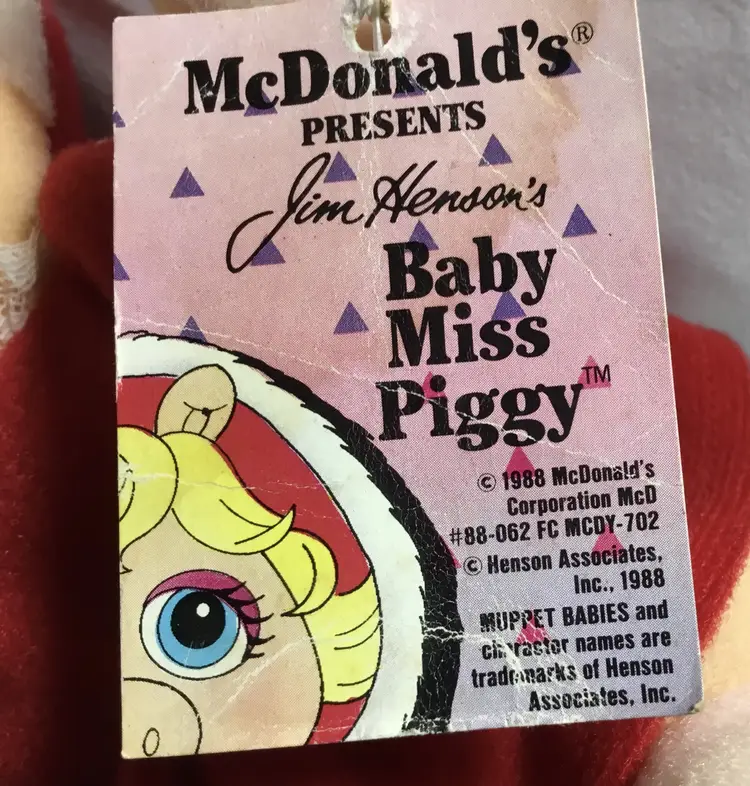 McDonald's®
PRESENTS
Jim Henson's
Baby
Miss
Piggy™
© 1988 McDonald's
Corporation McD
#88-062 FC MCDY-702
© Henson Associates,
Inc., 1988
MUPPET BABIES and
character names are
trademarks of Henson
Associates, Inc.